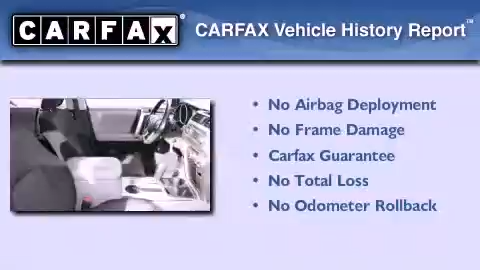 CARFAX® CARFAX Vehicle History Report™
• No Airbag Deployment
• No Frame Damage
• Carfax Guarantee
• No Total Loss
• No Odometer Rollback